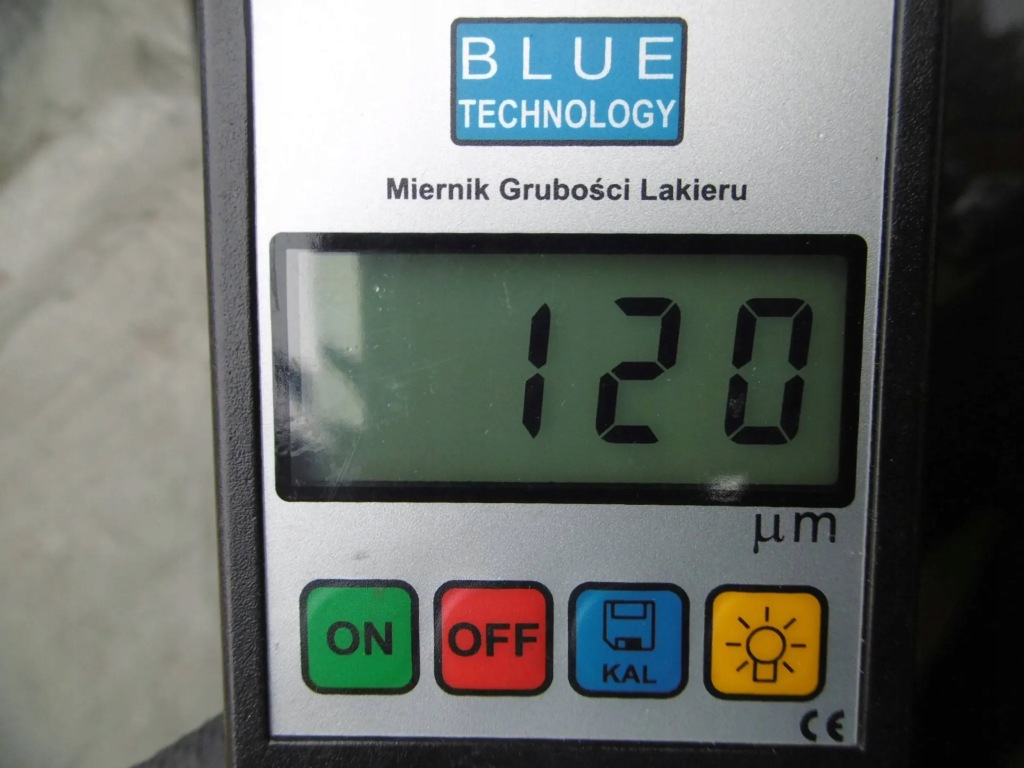 BLUE
TECHNOLOGY
Miernik Grubości Lakieru
120
µm
ON OFF KAL
CE